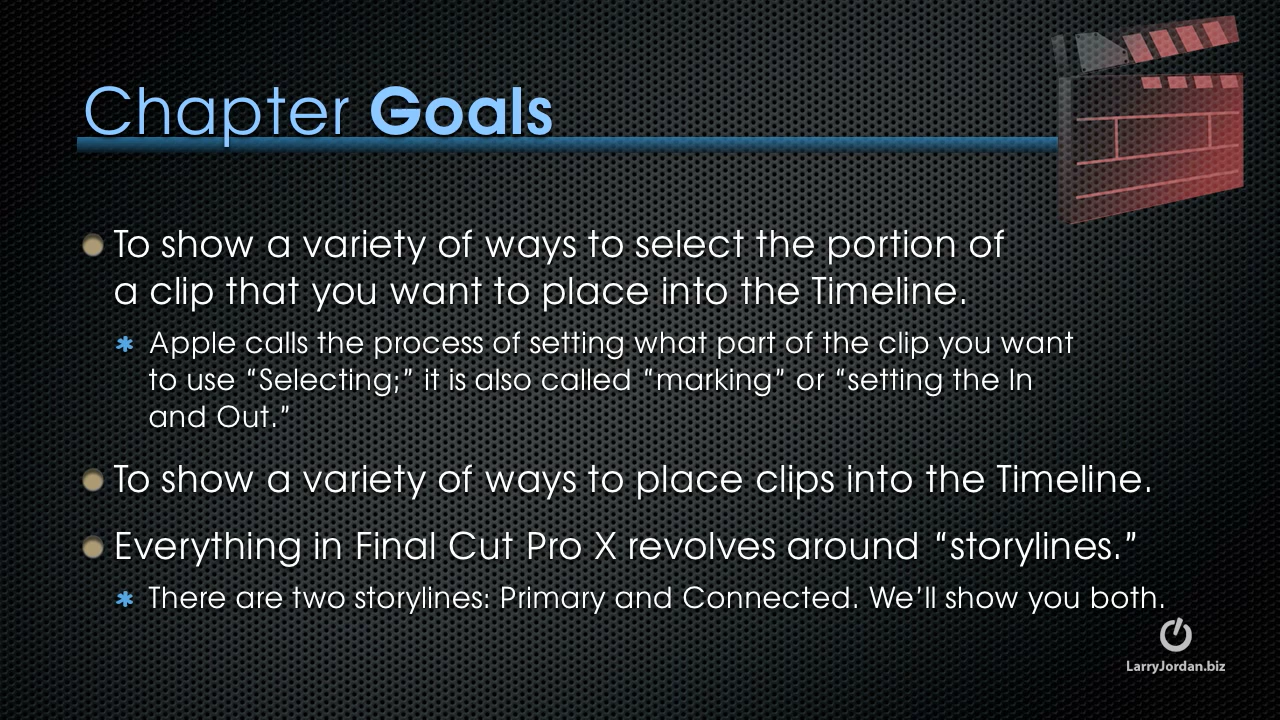 Chapter Goals
To show a variety of ways to select the portion of
a clip that you want to place into the Timeline.
Apple calls the process of setting what part of the clip you want
to use “Selecting;” it is also called “marking” or “setting the In
and Out.”
To show a variety of ways to place clips into the Timeline.
Everything in Final Cut Pro X revolves around “storylines.”
There are two storylines: Primary and Connected. We’ll show you both.
LarryJordan.biz